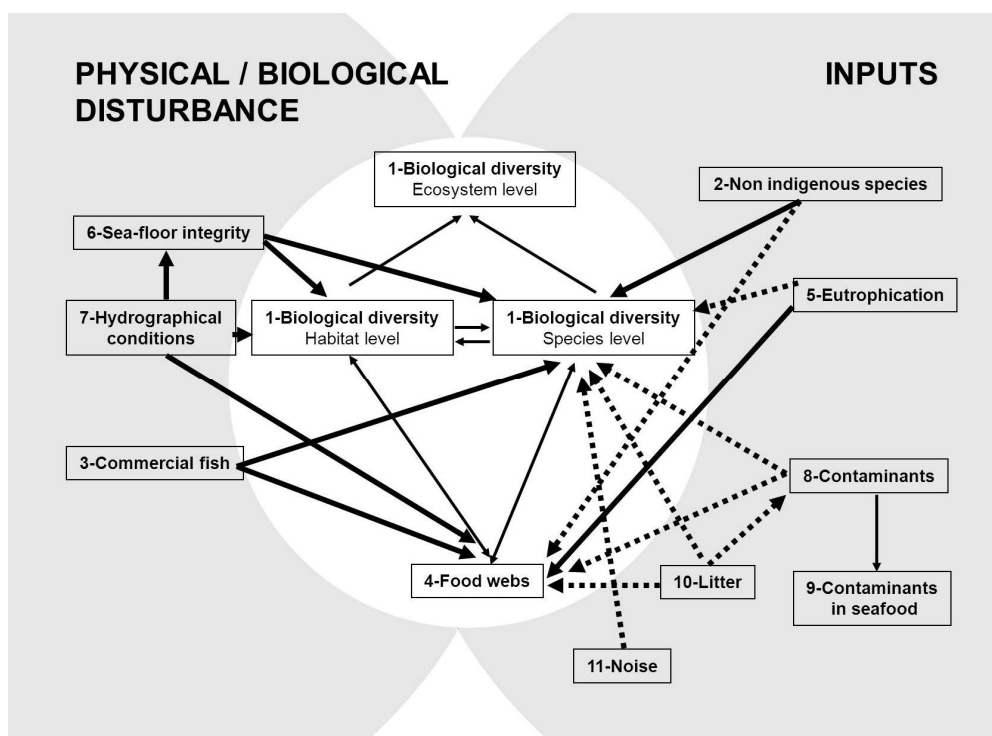 PHYSICAL / BIOLOGICAL
DISTURBANCE
INPUTS
1-Biological diversity
Ecosystem level
2-Non indigenous species
6-Sea-floor integrity
7-Hydrographical
conditions
1-Biological diversity
Habitat level
1-Biological diversity
Species level
5-Eutrophication
3-Commercial fish
8-Contaminants
4-Food webs
10-Litter
9-Contaminants
in seafood
11-Noise